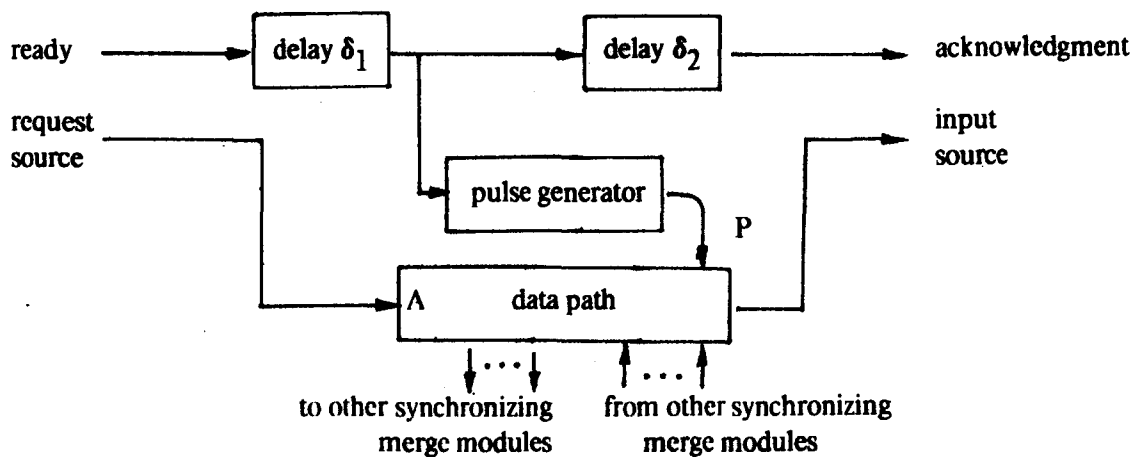 ready
delay δ1
delay δ2
acknowledgment
request
source
input
source
pulse generator
P
A
data path
to other synchronizing
merge modules
from other synchronizing
merge modules